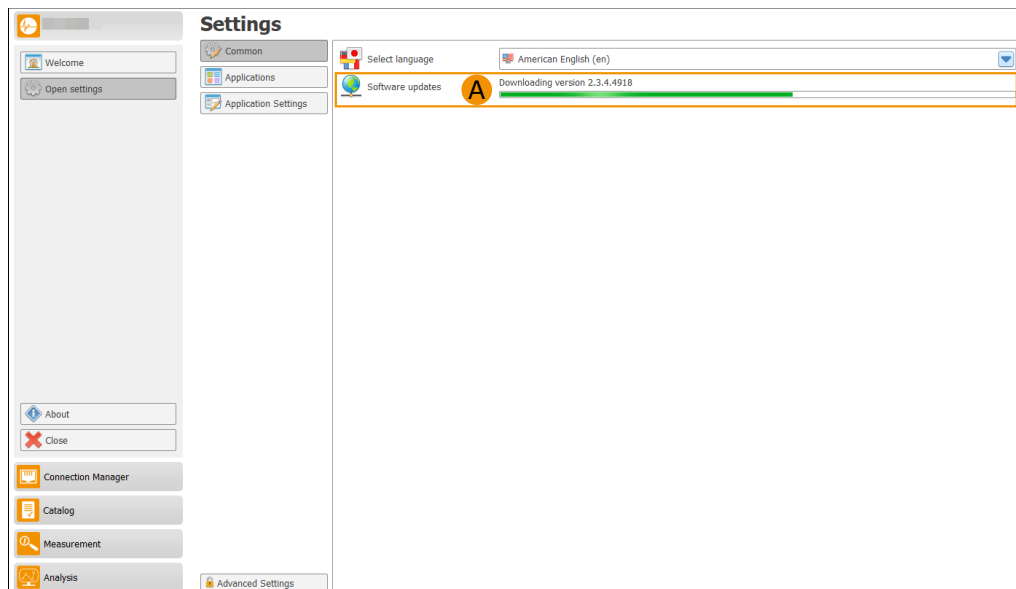 Settings
Welcome
Open settings
About
Close
Connection Manager
Catalog
Measurement
Analysis
Common
Applications
Application Settings
Advanced Settings
Select language
American English (en)
Software updates
A
Downloading version 2.3.4.4918